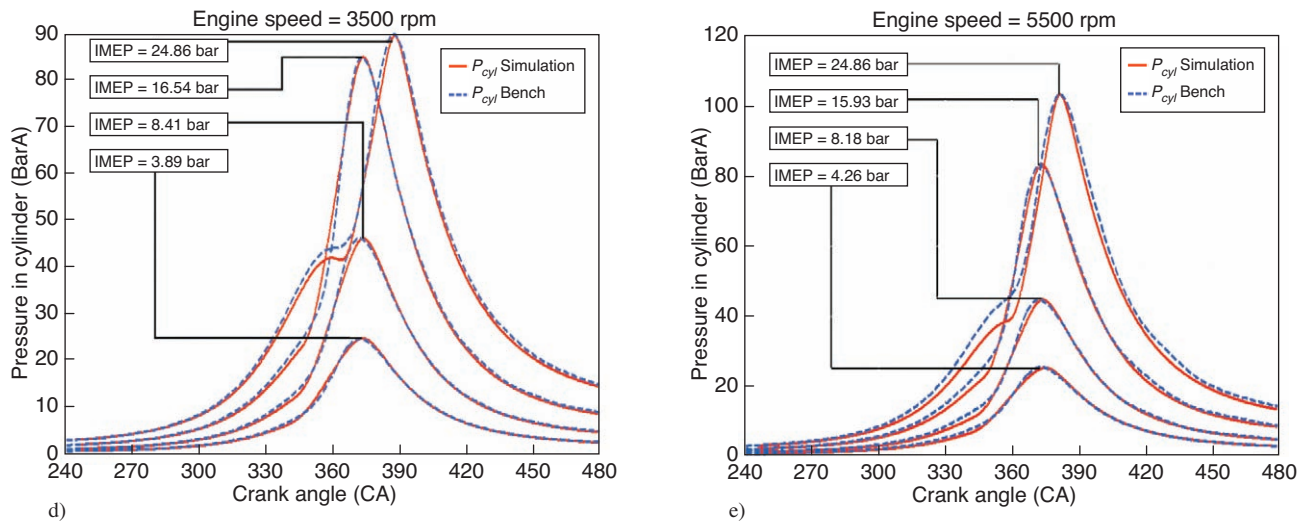 Engine speed = 3500 rpm
90
80
70
60
50
40
30
20
10
0
Pressure in cylinder (BarA)
IMEP = 24.86 bar
IMEP = 16.54 bar
IMEP = 8.41 bar
IMEP = 3.89 bar
Pcyl Simulation
Pcyl Bench
240 300 330 360 390 420 450 480
Crank angle (CA)
d)
Engine speed = 5500 rpm
120
100
80
60
40
20
0
Pressure in cylinder (BarA)
IMEP = 24.86 bar
IMEP = 15.93 bar
IMEP = 8.18 bar
IMEP = 4.26 bar
Pcyl Simulation
Pcyl Bench
240 300 330 360 390 420 450 480
Crank angle (CA)
e)